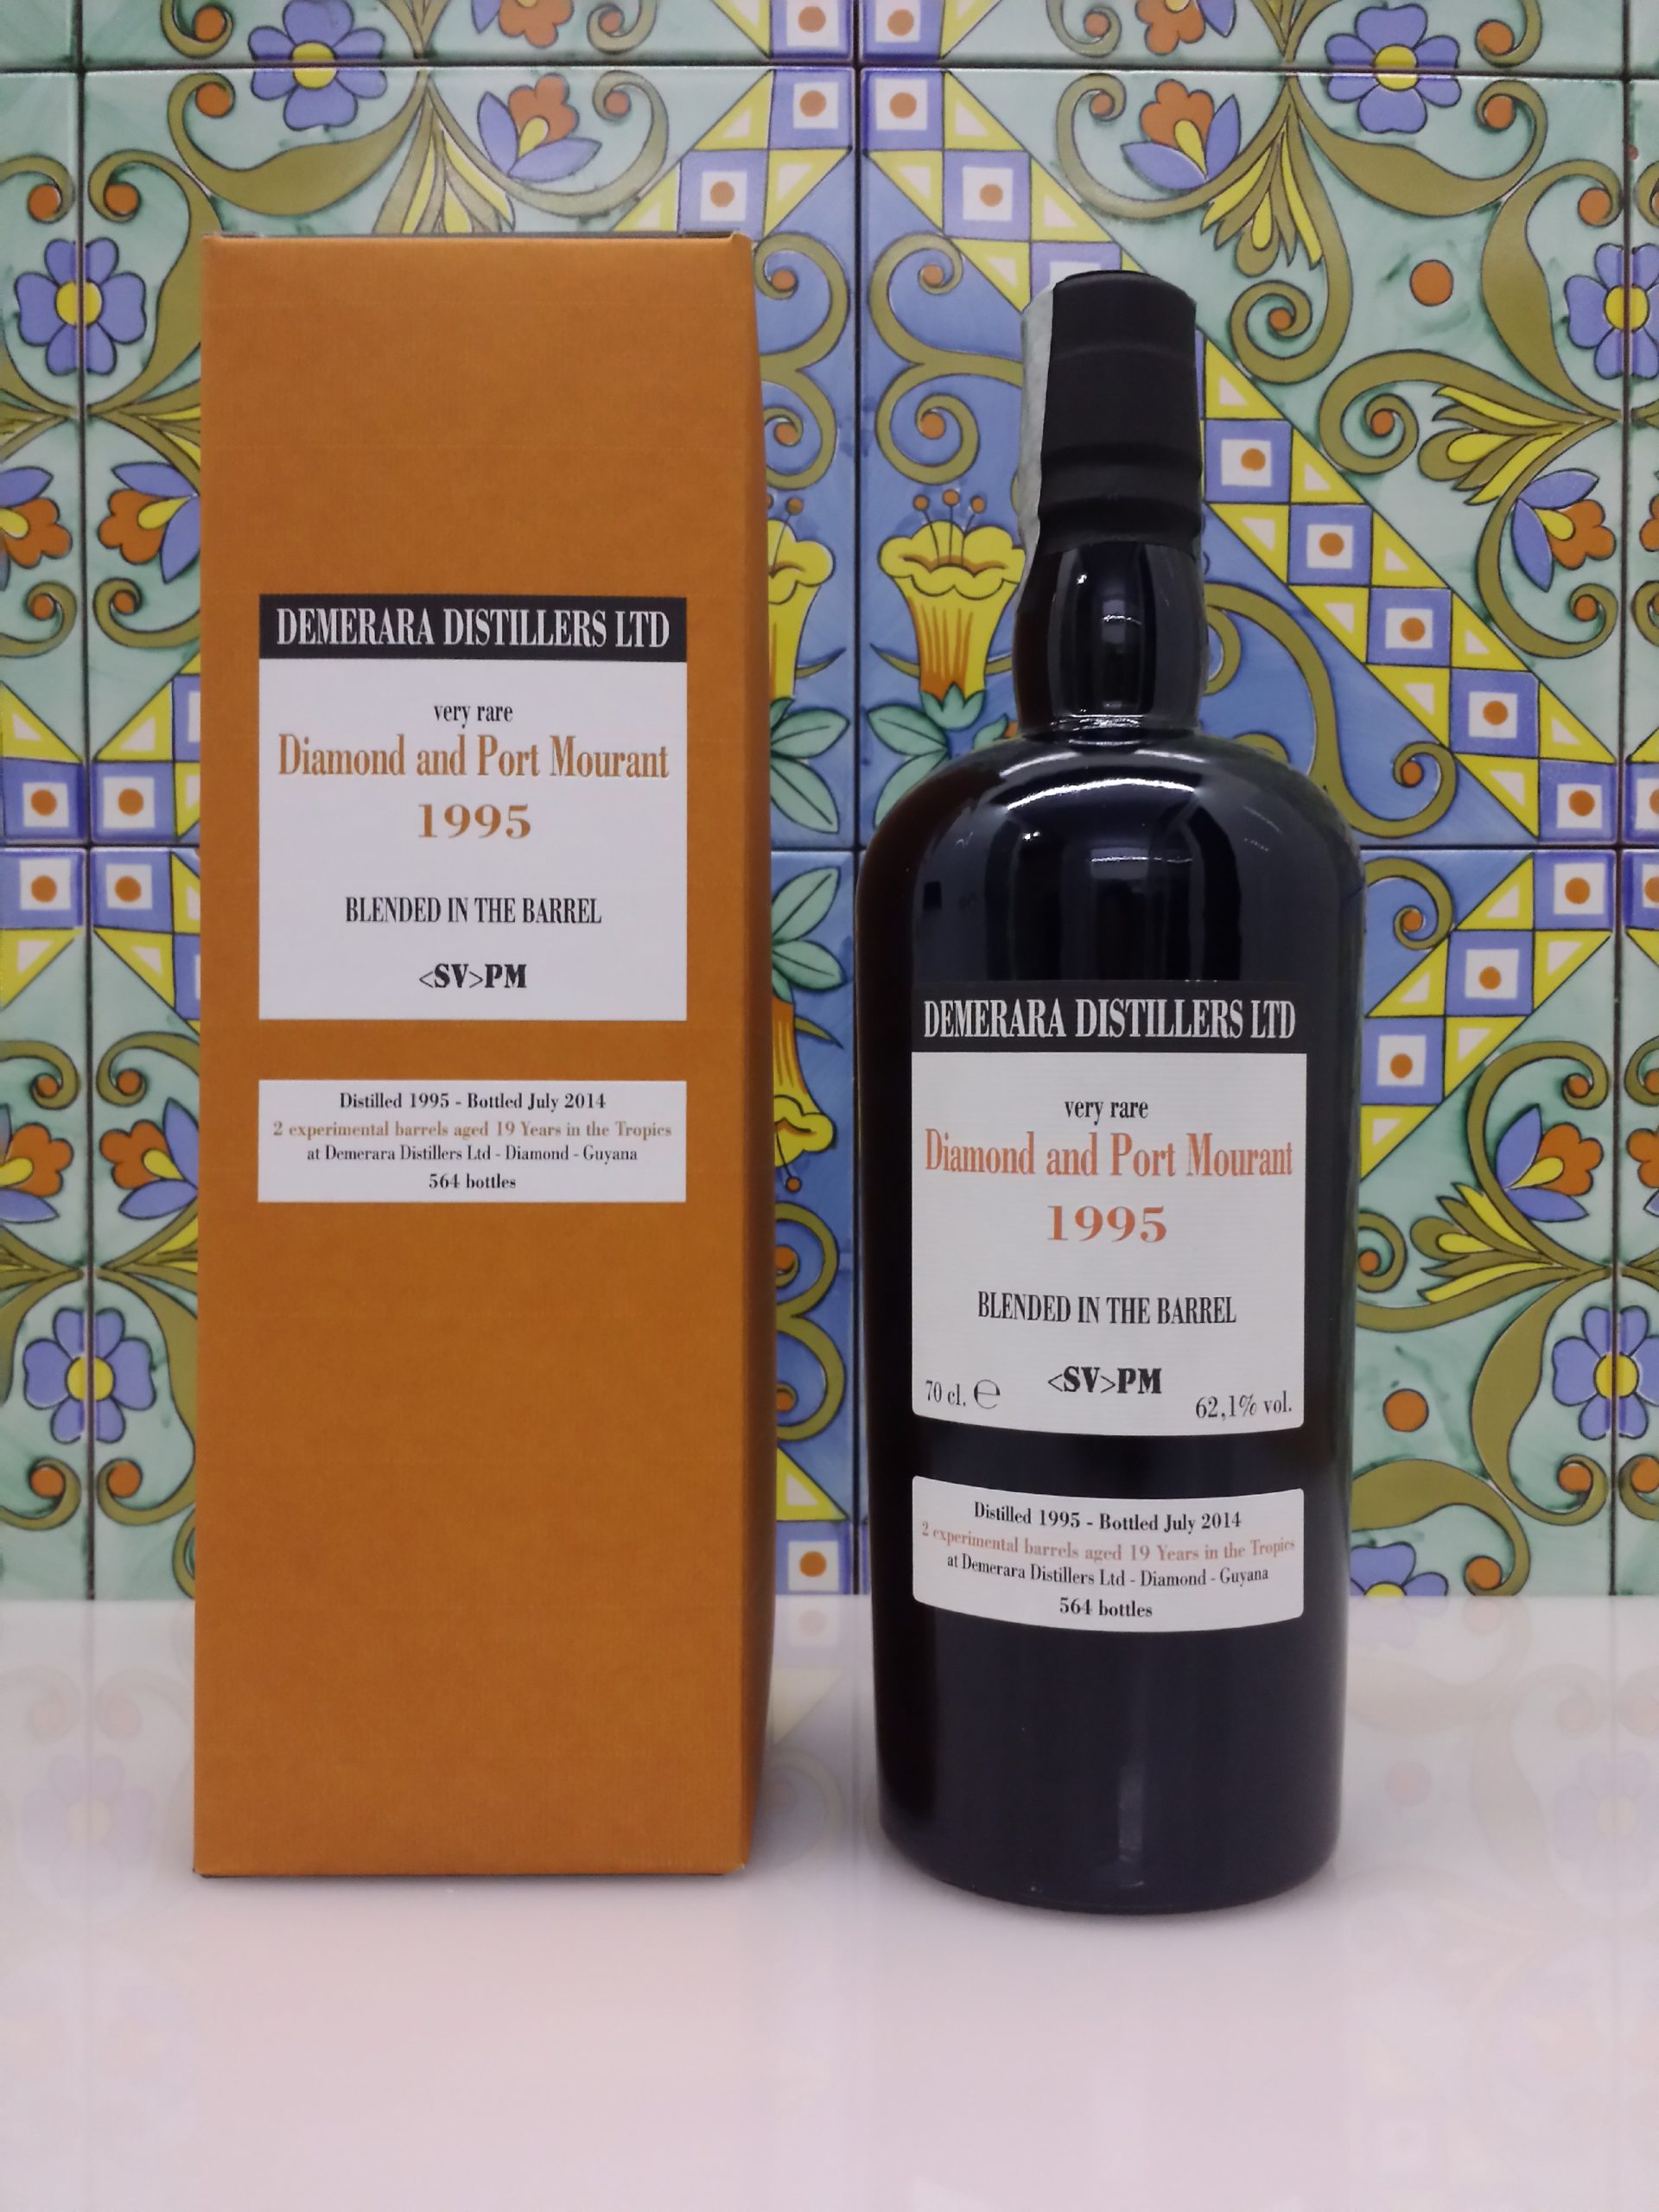 DEMERARA DISTILLERS LTD
very rare
Diamond and Port Mourant
1995
BLENDED IN THE BARREL
<SV>PM
Distilled 1995 - Bottled July 2014
2 experimental barrels aged 19 Years in the Tropics
at Demerara Distillers Ltd - Diamond - Guyana
564 bottles
DEMERARA DISTILLERS LTD
very rare
Diamond and Port Mourant
1995
BLENDED IN THE BARREL
<SV>PM
70 cl. ℮ 62,1% vol.
Distilled 1995 - Bottled July 2014
2 experimental barrels aged 19 Years in the Tropics
at Demerara Distillers Ltd - Diamond - Guyana
564 bottles